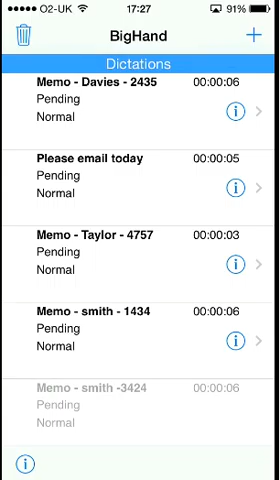 O2-UK 17:27 91%
BigHand
Dictations
Memo - Davies - 2435 00:00:06
Pending
Normal
Please email today 00:00:05
Pending
Normal
Memo - Taylor - 4757 00:00:03
Pending
Normal
Memo - smith - 1434 00:00:06
Pending
Normal
Memo - smith -3424 00:00:06
Pending
Normal